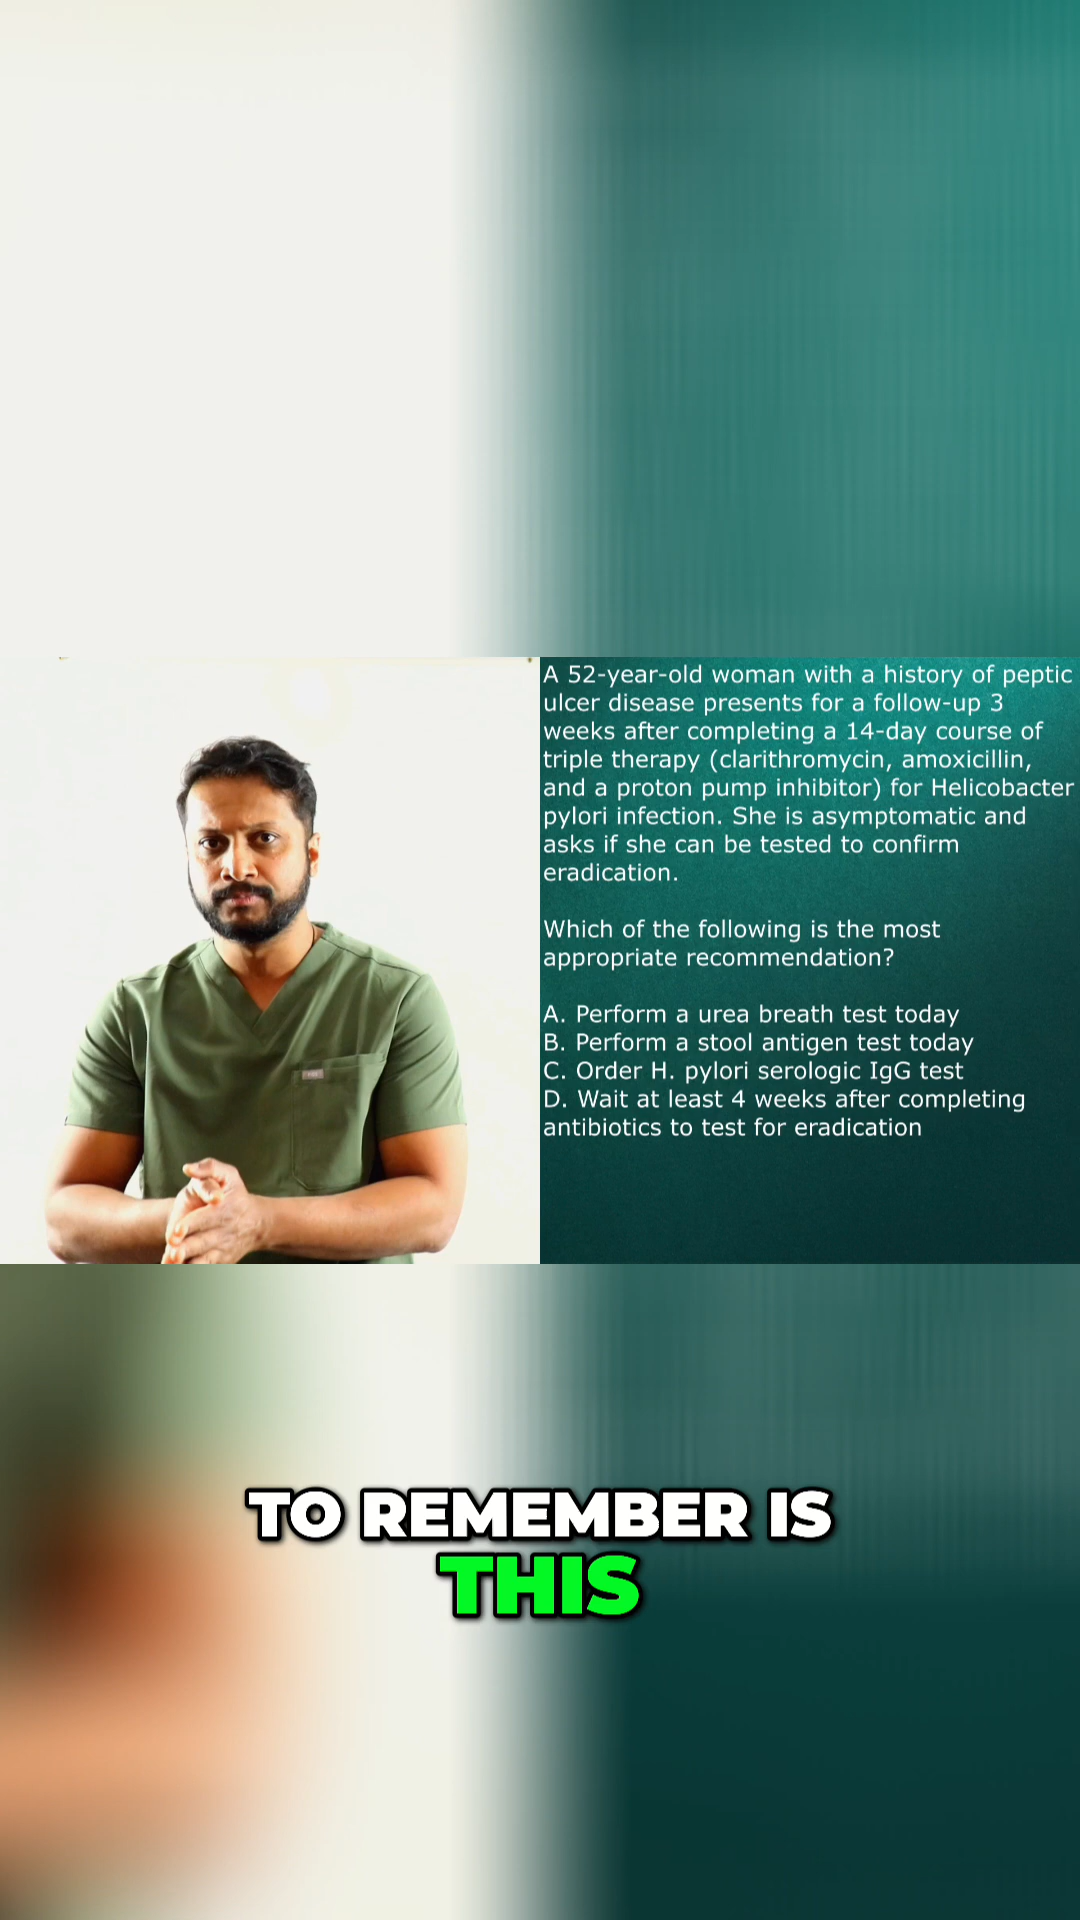 A 52-year-old woman with a history of peptic
ulcer disease presents for a follow-up 3
weeks after completing a 14-day course of
triple therapy (clarithromycin, amoxicillin,
and a proton pump inhibitor) for Helicobacter
pylori infection. She is asymptomatic and
asks if she can be tested to confirm
eradication.
Which of the following is the most
appropriate recommendation?
A. Perform a urea breath test today
B. Perform a stool antigen test today
C. Order H. pylori serologic IgG test
D. Wait at least 4 weeks after completing
antibiotics to test for eradication
TO REMEMBER IS
THIS